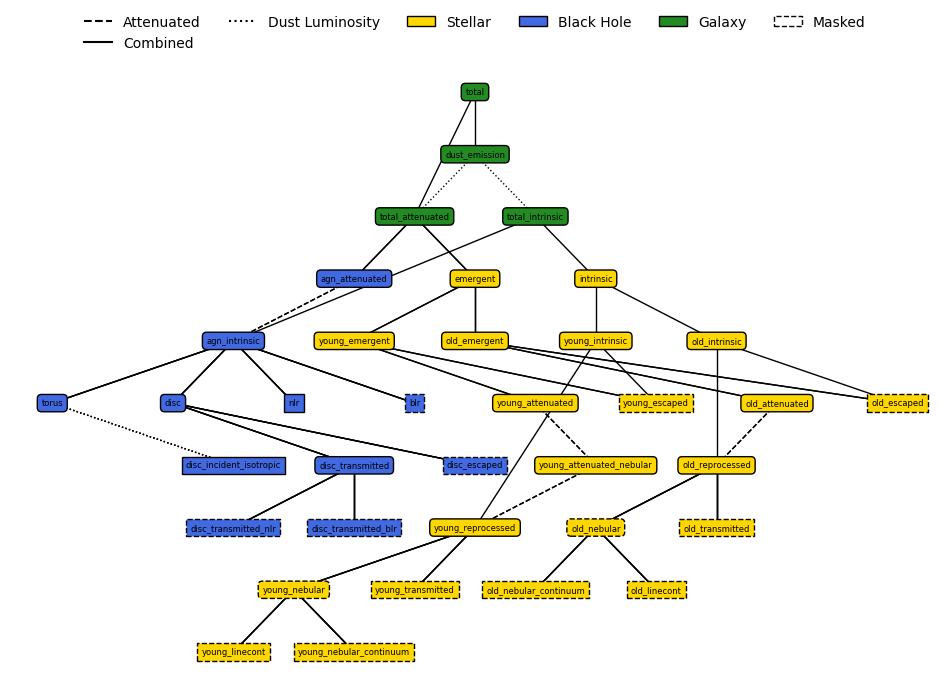 Attenuated Dust Luminosity Stellar Black Hole Galaxy Masked
Combined
total
dust_emission
total_attenuated total_intrinsic
agn_attenuated emergent intrinsic
agn_intrinsic young_emergent old_emergent young_intrinsic old_intrinsic
torus disc nlr blr young_attenuated young_escaped old_attenuated old_escaped
disc_incident_isotropic disc_transmitted disc_escaped young_attenuated_nebular old_reprocessed
disc_transmitted_nlr disc_transmitted_blr young_reprocessed old_nebular old_transmitted
young_nebular young_transmitted old_nebular_continuum old_linecont
young_linecont young_nebular_continuum